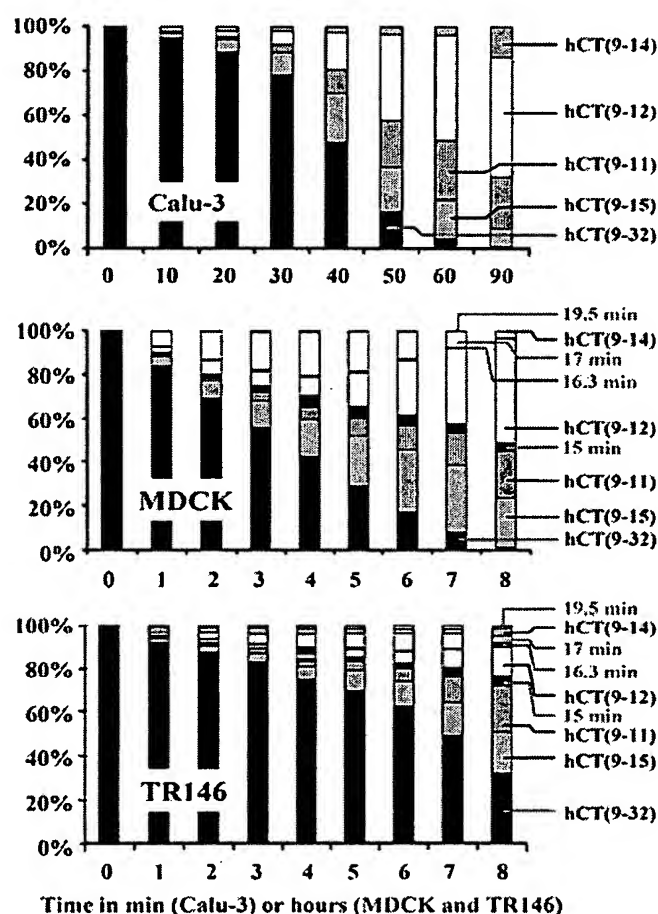 100%
80%
60%
40%
20%
0%
Calu-3
0 10 20 30 40 50 60 90
hCT(9-14)
hCT(9-12)
hCT(9-11)
hCT(9-15)
hCT(9-32)
100%
80%
60%
40%
20%
0%
MDCK
0 1 2 3 4 5 6 7 8
19,5 min
hCT(9-14)
17 min
16.3 min
hCT(9-12)
15 min
hCT(9-11)
hCT(9-15)
hCT(9-32)
100%
80%
60%
40%
20%
0%
TR146
0 1 2 3 4 5 6 7 8
19,5 min
hCT(9-14)
17 min
16.3 min
hCT(9-12)
15 min
hCT(9-11)
hCT(9-15)
hCT(9-32)
Time in min (Calu-3) or hours (MDCK and TR146)